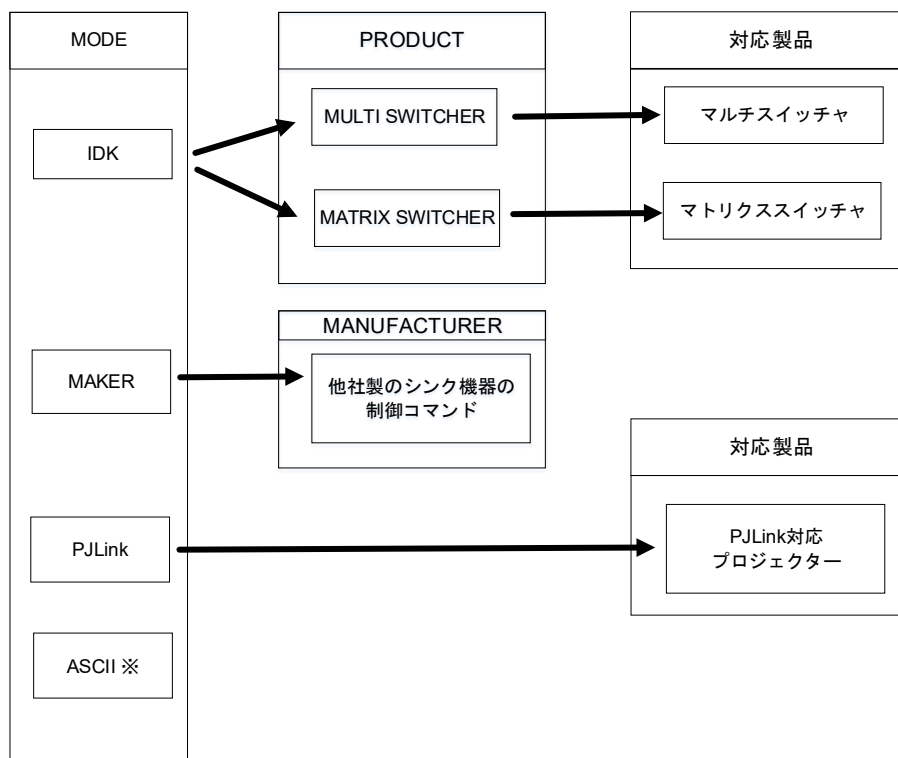 MODE
PRODUCT
対応製品
IDK
MULTI SWITCHER
マルチスイッチャ
MATRIX SWITCHER
マトリクススイッチャ
MANUFACTURER
MAKER
他社製のシンク機器の
制御コマンド
対応製品
PJLink
PJLink対応
プロジェクター
ASCII ※